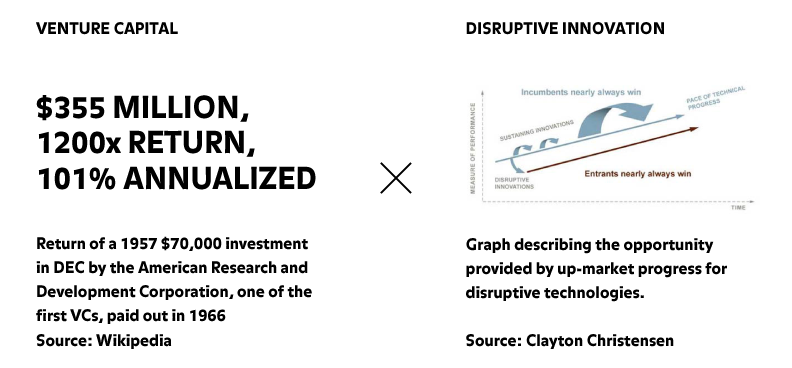 VENTURE CAPITAL
$355 MILLION,
1200x RETURN,
101% ANNUALIZED
Return of a 1957 $70,000 investment
in DEC by the American Research and
Development Corporation, one of the
first VCs, paid out in 1966
Source: Wikipedia
DISRUPTIVE INNOVATION
Incumbents nearly always win
PACE OF TECHNICAL
PROGRESS
SUSTAINING INNOVATIONS
MEASURE OF PERFORMANCE
DISRUPTIVE
INNOVATIONS
Entrants nearly always win
TIME
Graph describing the opportunity
provided by up-market progress for
disruptive technologies.
Source: Clayton Christensen